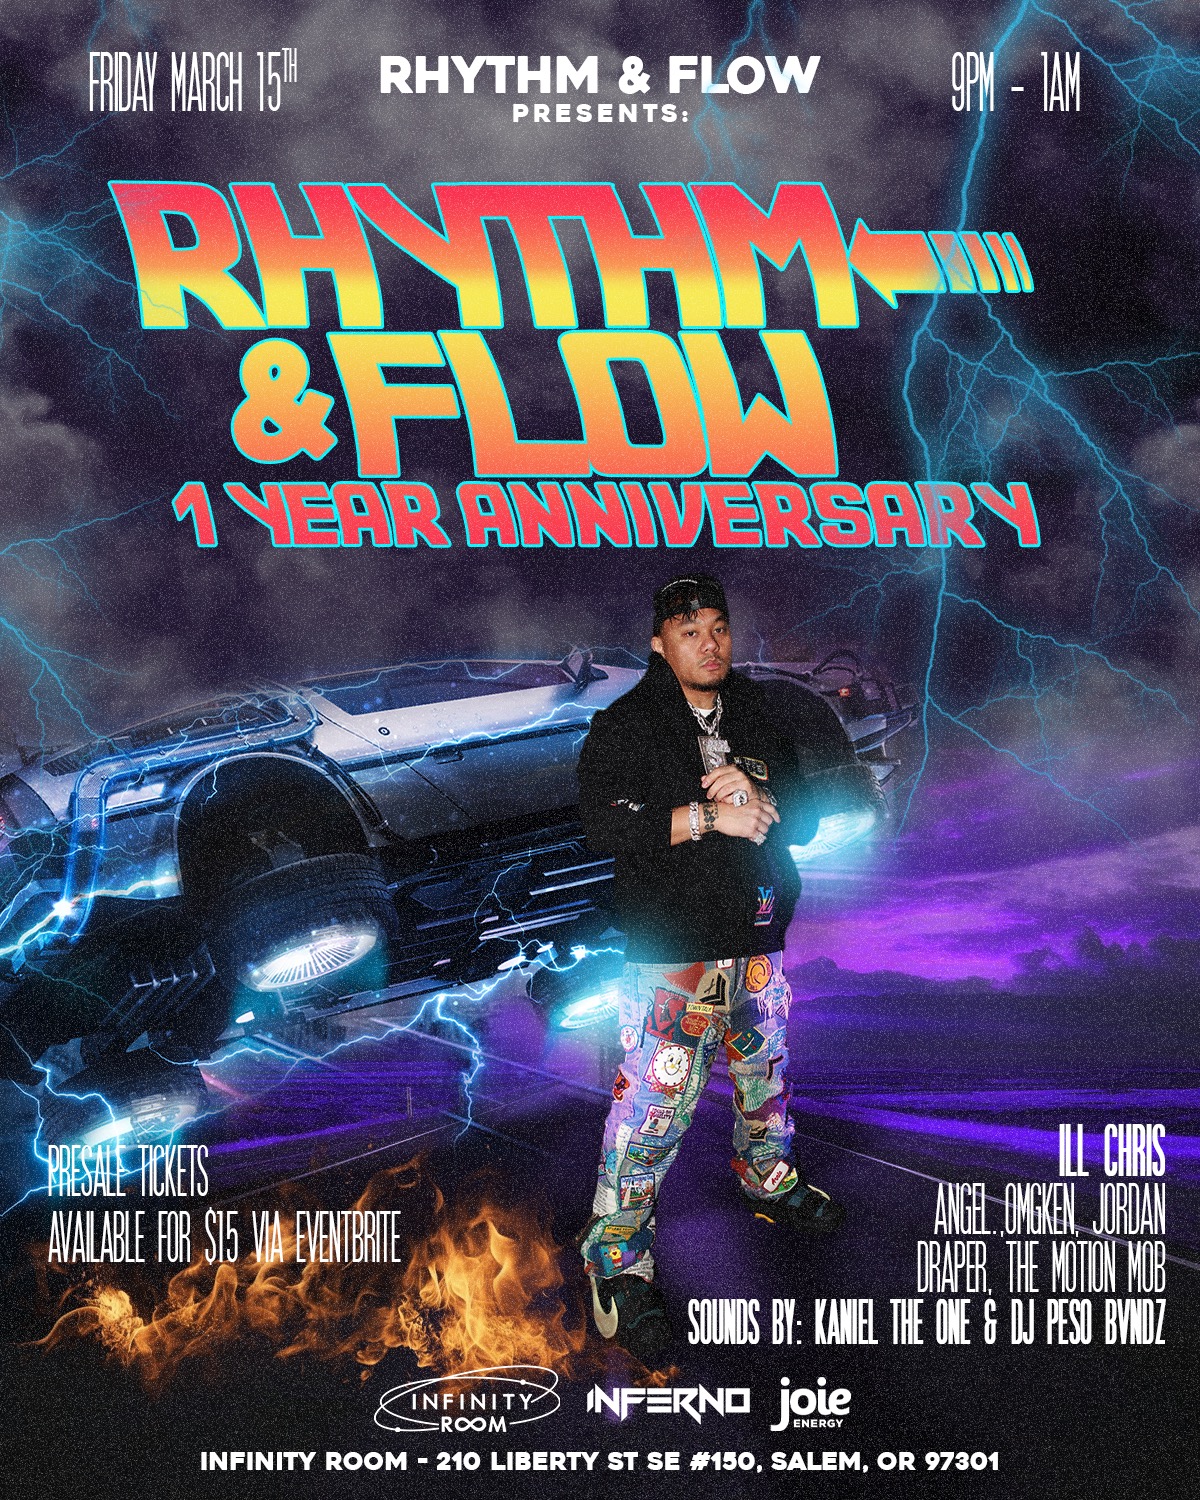 FRIDAY MARCH 15TH
RHYTHM & FLOW
PRESENTS:
9PM - 1AM
RHYTHM
& FLOW
1 YEAR ANNIVERSARY
PRESALE TICKETS
AVAILABLE FOR $15 VIA EVENTBRITE
ILL CHRIS
ANGEL.,OMGKEN, JORDAN
DRAPER, THE MOTION MOB
SOUNDS BY: KANIEL THE ONE & DJ PESO BVNDZ
INFINITY
ROOM
INFERNO
joie
ENERGY
INFINITY ROOM - 210 LIBERTY ST SE #150, SALEM, OR 97301